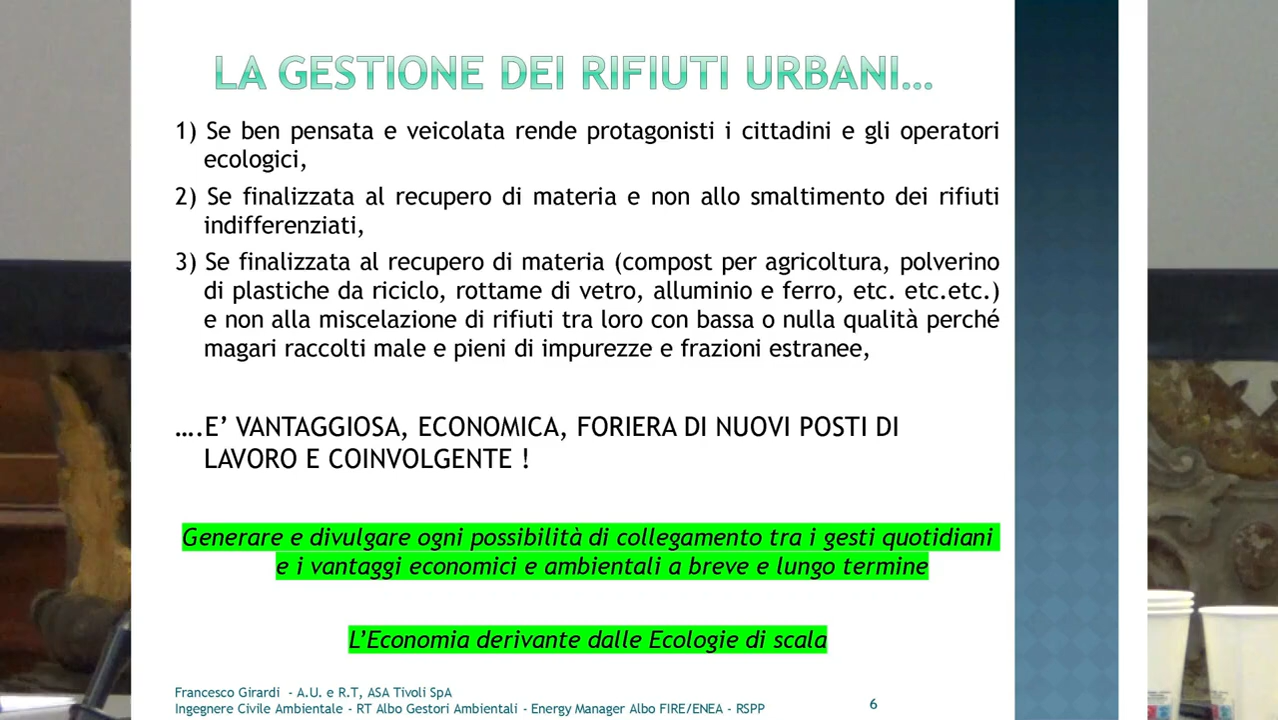 LA GESTIONE DEI RIFIUTI URBANI…
1) Se ben pensata e veicolata rende protagonisti i cittadini e gli operatori
ecologici,
2) Se finalizzata al recupero di materia e non allo smaltimento dei rifiuti
indifferenziati,
3) Se finalizzata al recupero di materia (compost per agricoltura, polverino
di plastiche da riciclo, rottame di vetro, alluminio e ferro, etc. etc.etc.)
e non alla miscelazione di rifiuti tra loro con bassa o nulla qualità perché
magari raccolti male e pieni di impurezze e frazioni estranee,
….E’ VANTAGGIOSA, ECONOMICA, FORIERA DI NUOVI POSTI DI
LAVORO E COINVOLGENTE !
Generare e divulgare ogni possibilità di collegamento tra i gesti quotidiani
e i vantaggi economici e ambientali a breve e lungo termine
L’Economia derivante dalle Ecologie di scala
Francesco Girardi - A.U. e R.T, ASA Tivoli SpA
Ingegnere Civile Ambientale - RT Albo Gestori Ambientali - Energy Manager Albo FIRE/ENEA - RSPP
6